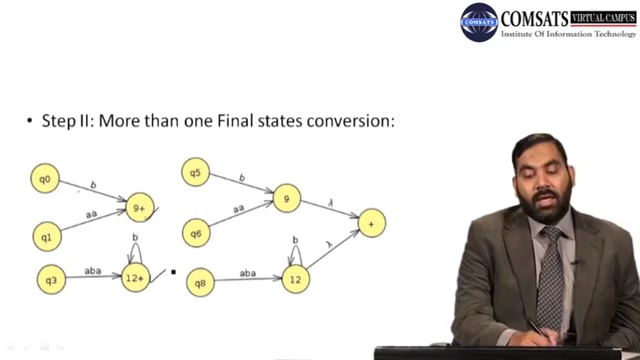 COMSATS VIRTUAL CAMPUS
Institute Of Information Technology
• Step II: More than one Final states conversion:
q0
b
9+
aa
q1
b
q3
aba
12+
q5
b
9
λ
aa
q6
+
b
λ
q8
aba
12